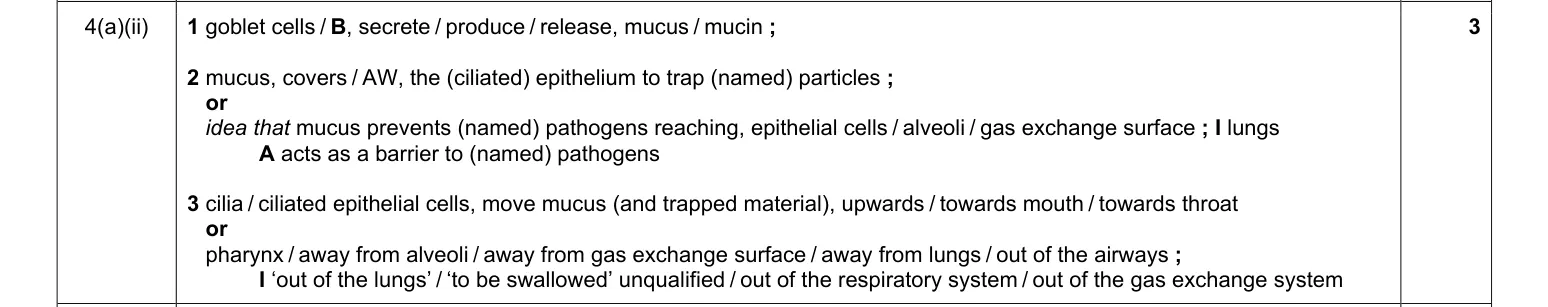 4(a)(ii)
1 goblet cells / B, secrete / produce / release, mucus / mucin ;
3
2 mucus, covers / AW, the (ciliated) epithelium to trap (named) particles ;
or
idea that mucus prevents (named) pathogens reaching, epithelial cells / alveoli / gas exchange surface ; I lungs
A acts as a barrier to (named) pathogens
3 cilia / ciliated epithelial cells, move mucus (and trapped material), upwards / towards mouth / towards throat
or
pharynx / away from alveoli / away from gas exchange surface / away from lungs / out of the airways ;
I ‘out of the lungs’ / ‘to be swallowed’ unqualified / out of the respiratory system / out of the gas exchange system